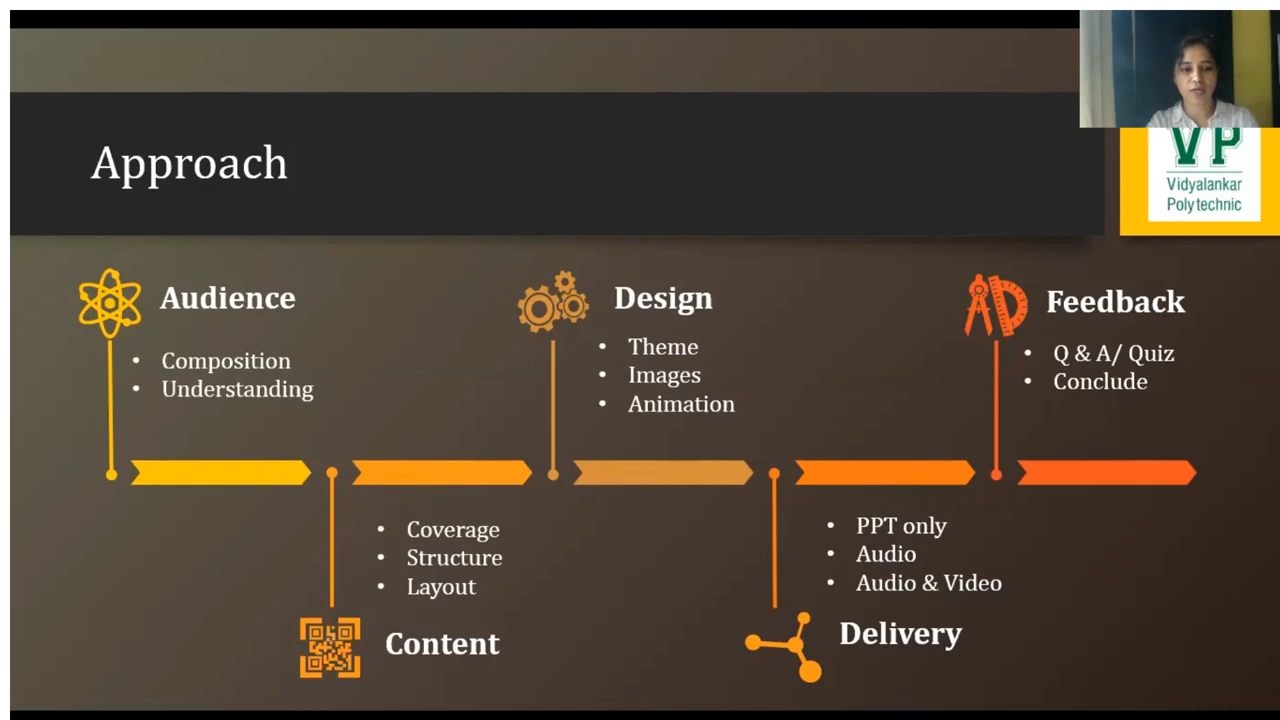 Approach
VP
Vidyalankar
Polytechnic
Audience
• Composition
• Understanding
Design
• Theme
• Images
• Animation
Feedback
• Q & A/ Quiz
• Conclude
• Coverage
• Structure
• Layout
Content
• PPT only
• Audio
• Audio & Video
Delivery